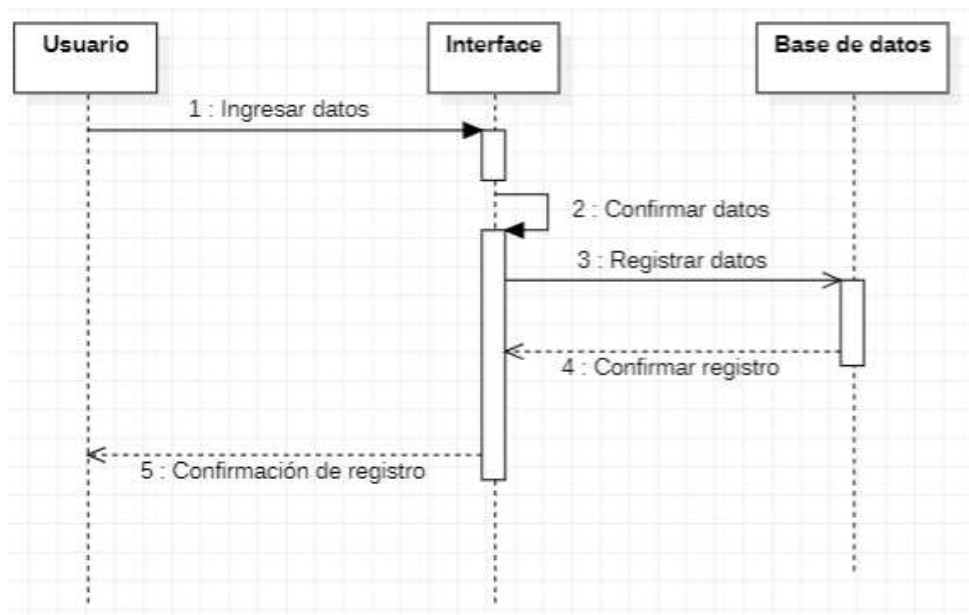 Usuario
Interface
Base de datos
1 : Ingresar datos
2 : Confirmar datos
3 : Registrar datos
4 : Confirmar registro
5 : Confirmación de registro